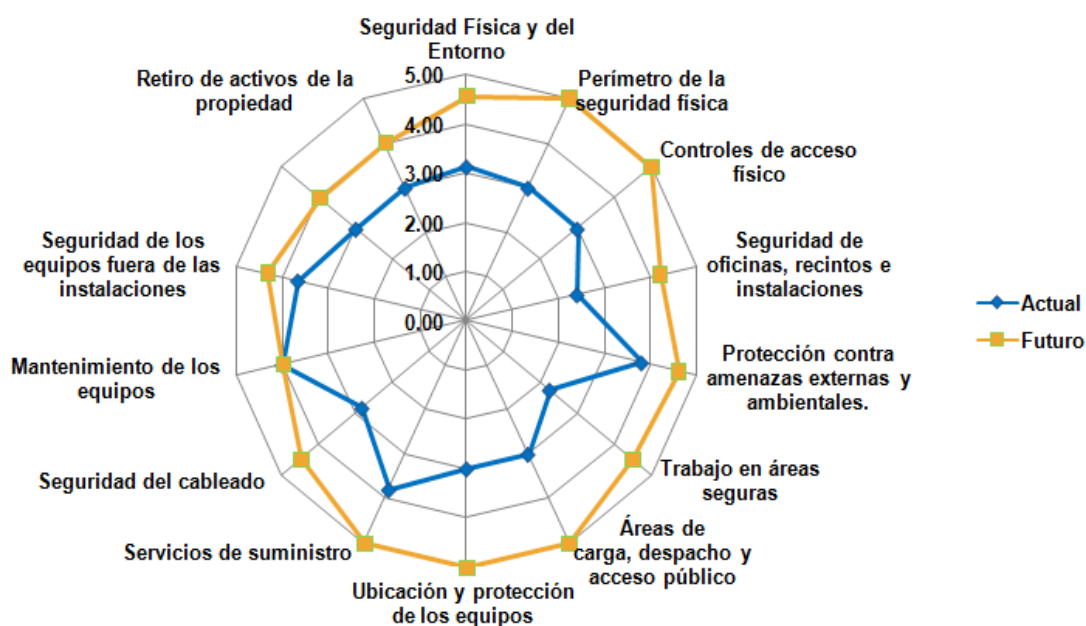 Seguridad Física y del
Entorno
Perímetro de la
seguridad física
Controles de acceso
físico
Seguridad de
oficinas, recintos e
instalaciones
Protección contra
amenazas externas y
ambientales.
Trabajo en áreas
seguras
Áreas de
carga, despacho y
acceso público
Ubicación y protección
de los equipos
Servicios de suministro
Seguridad del cableado
Mantenimiento de los
equipos
Seguridad de los
equipos fuera de las
instalaciones
Retiro de activos de la
propiedad
5.00
4.00
3.00
2.00
1.00
0.00
Actual
Futuro